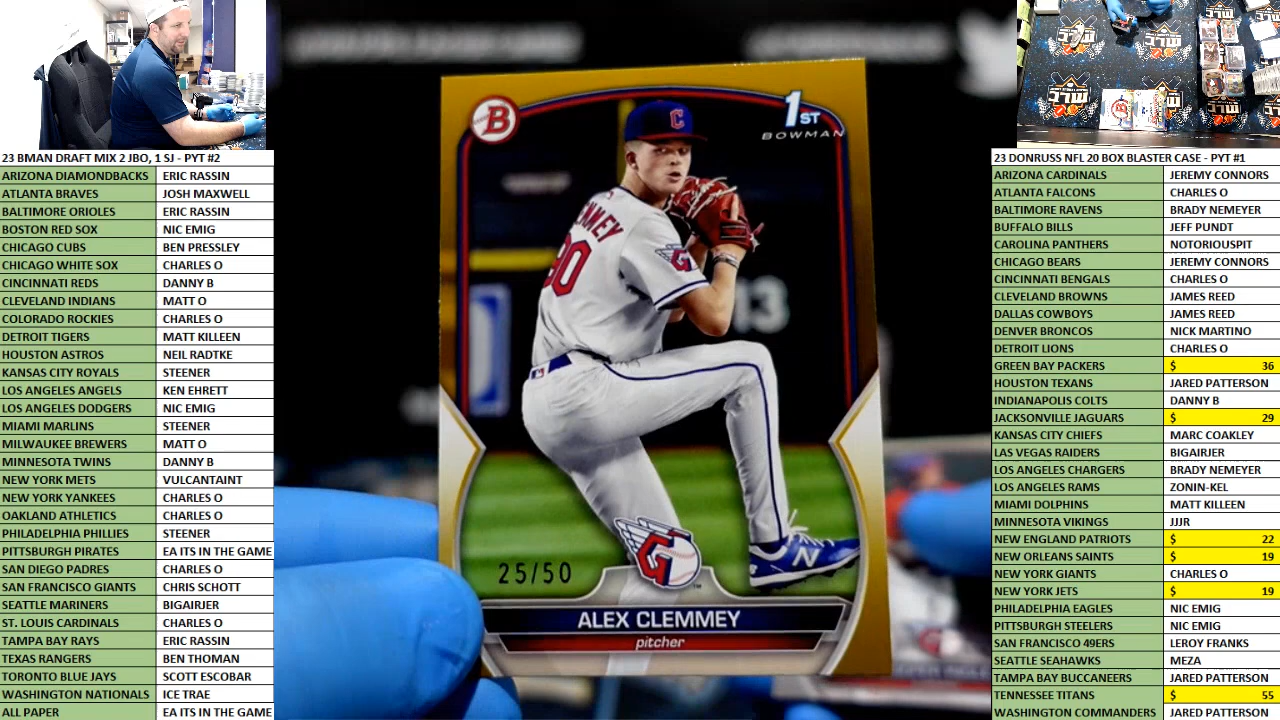 23 BMAN DRAFT MIX 2 JBO, 1 SJ - PYT #2
ARIZONA DIAMONDBACKS ERIC RASSIN
ATLANTA BRAVES JOSH MAXWELL
BALTIMORE ORIOLES ERIC RASSIN
BOSTON RED SOX NIC EMIG
CHICAGO CUBS BEN PRESSLEY
CHICAGO WHITE SOX CHARLES O
CINCINNATI REDS DANNY B
CLEVELAND INDIANS MATT O
COLORADO ROCKIES CHARLES O
DETROIT TIGERS MATT KILLEEN
HOUSTON ASTROS NEIL RADTKE
KANSAS CITY ROYALS STEENER
LOS ANGELES ANGELS KEN EHRETT
LOS ANGELES DODGERS NIC EMIG
MIAMI MARLINS STEENER
MILWAUKEE BREWERS MATT O
MINNESOTA TWINS DANNY B
NEW YORK METS VULCANTAINT
NEW YORK YANKEES CHARLES O
OAKLAND ATHLETICS CHARLES O
PHILADELPHIA PHILLIES STEENER
PITTSBURGH PIRATES EA ITS IN THE GAME
SAN DIEGO PADRES CHARLES O
SAN FRANCISCO GIANTS CHRIS SCHOTT
SEATTLE MARINERS BIGAIRJER
ST. LOUIS CARDINALS CHARLES O
TAMPA BAY RAYS ERIC RASSIN
TEXAS RANGERS BEN THOMAN
TORONTO BLUE JAYS SCOTT ESCOBAR
WASHINGTON NATIONALS ICE TRAE
ALL PAPER EA ITS IN THE GAME
B
1ST
BOWMAN
C
EMMEY
90
G
13
N
G
TM
25/50
ALEX CLEMMEY
pitcher
23 DONRUSS NFL 20 BOX BLASTER CASE - PYT #1
ARIZONA CARDINALS JEREMY CONNORS
ATLANTA FALCONS CHARLES O
BALTIMORE RAVENS BRADY NEMEYER
BUFFALO BILLS JEFF PUNDT
CAROLINA PANTHERS NOTORIOUSPIT
CHICAGO BEARS JEREMY CONNORS
CINCINNATI BENGALS CHARLES O
CLEVELAND BROWNS JAMES REED
DALLAS COWBOYS JAMES REED
DENVER BRONCOS NICK MARTINO
DETROIT LIONS CHARLES O
GREEN BAY PACKERS $ 36
HOUSTON TEXANS JARED PATTERSON
INDIANAPOLIS COLTS DANNY B
JACKSONVILLE JAGUARS $ 29
KANSAS CITY CHIEFS MARC COAKLEY
LAS VEGAS RAIDERS BIGAIRJER
LOS ANGELES CHARGERS BRADY NEMEYER
LOS ANGELES RAMS ZONIN-KEL
MIAMI DOLPHINS MATT KILLEEN
MINNESOTA VIKINGS JJJR
NEW ENGLAND PATRIOTS $ 22
NEW ORLEANS SAINTS $ 19
NEW YORK GIANTS CHARLES O
NEW YORK JETS $ 19
PHILADELPHIA EAGLES NIC EMIG
PITTSBURGH STEELERS NIC EMIG
SAN FRANCISCO 49ERS LEROY FRANKS
SEATTLE SEAHAWKS MEZA
TAMPA BAY BUCCANEERS JARED PATTERSON
TENNESSEE TITANS $ 55
WASHINGTON COMMANDERS JARED PATTERSON